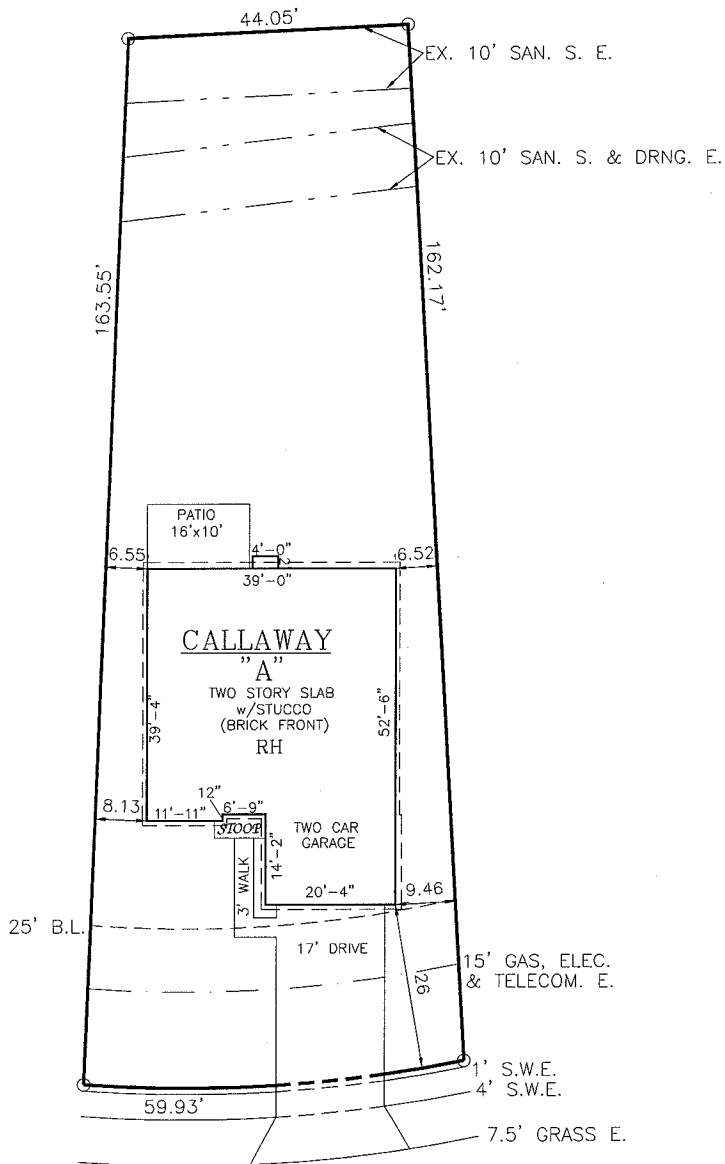 44.05'
EX. 10' SAN. S. E.
EX. 10' SAN. S. & DRNG. E.
163.55'
162.17'
PATIO
16'x10'
6.55
4'-0"
2
6.52
39'-0"
CALLAWAY
"A"
TWO STORY SLAB
w/STUCCO
(BRICK FRONT)
RH
39'-4"
52'-6"
12"
8.13
11'-11"
6'-9"
STOOP
TWO CAR
GARAGE
14'-2"
3' WALK
20'-4"
9.46
25' B.L.
17' DRIVE
26
15' GAS, ELEC.
& TELECOM. E.
1' S.W.E.
4' S.W.E.
59.93'
7.5' GRASS E.